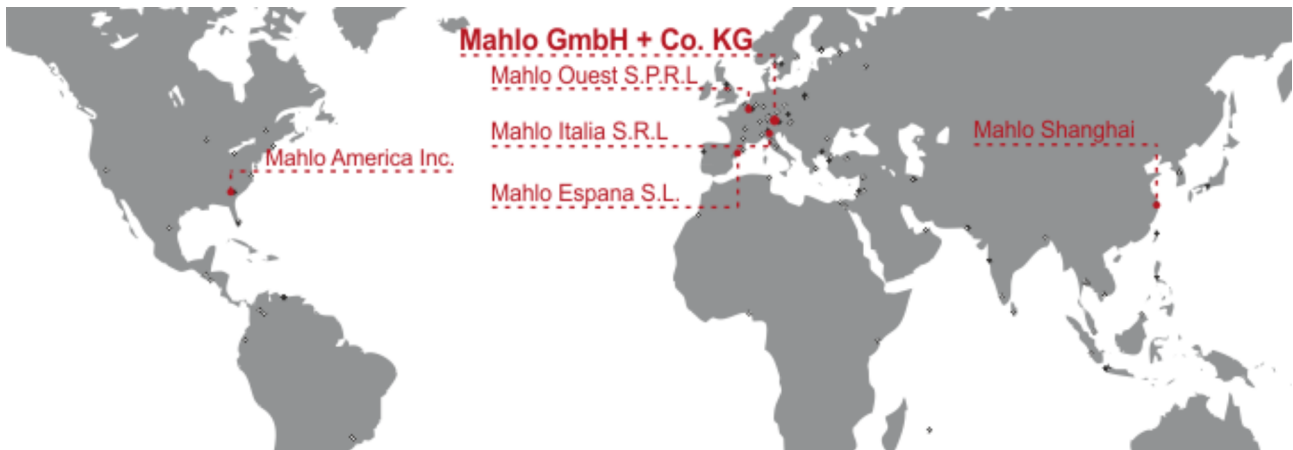 Mahlo GmbH + Co. KG
Mahlo Ouest S.P.R.L
Mahlo Italia S.R.L
Mahlo Shanghai
Mahlo America Inc.
Mahlo Espana S.L.